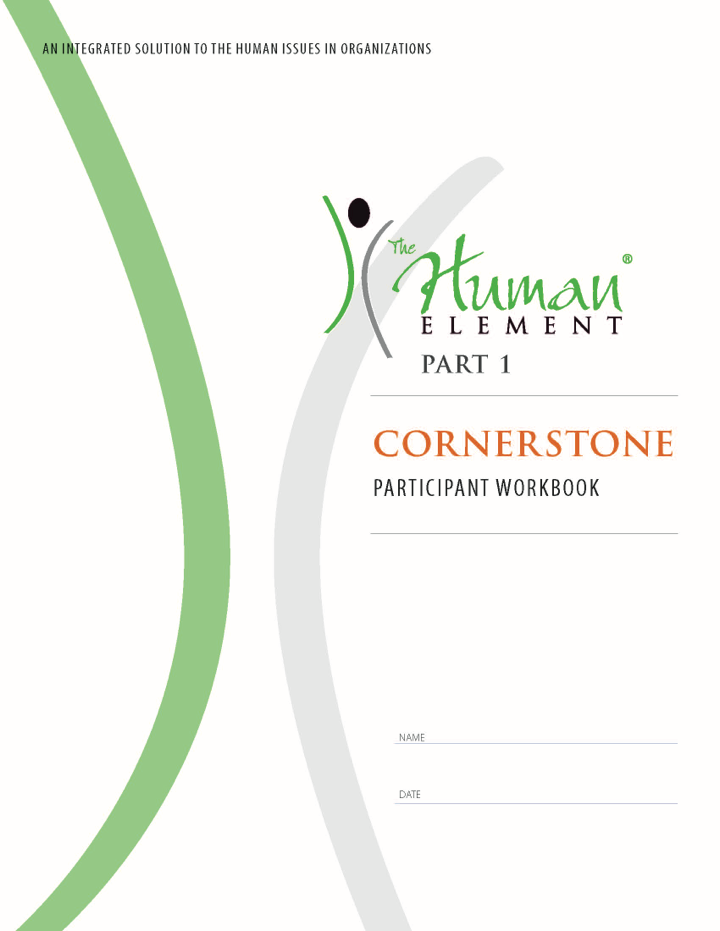 AN INTEGRATED SOLUTION TO THE HUMAN ISSUES IN ORGANIZATIONS
The
Human®
ELEMENT
PART 1
CORNERSTONE
PARTICIPANT WORKBOOK
NAME
DATE